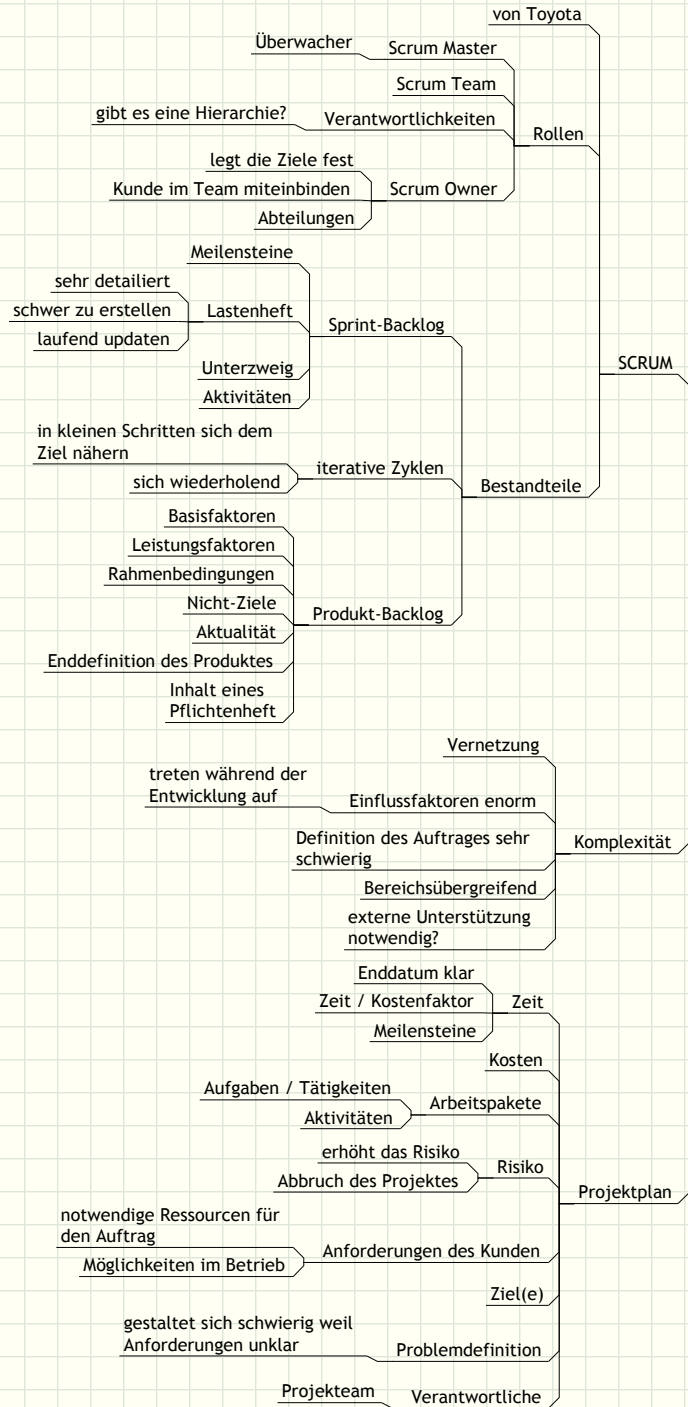 von Toyota
Überwacher
Scrum Master
Scrum Team
gibt es eine Hierarchie?
Verantwortlichkeiten
Rollen
legt die Ziele fest
Kunde im Team miteinbinden
Scrum Owner
Abteilungen
Meilensteine
sehr detailiert
schwer zu erstellen
Lastenheft
laufend updaten
Sprint-Backlog
Unterzweig
Aktivitäten
SCRUM
in kleinen Schritten sich dem
Ziel nähern
iterative Zyklen
sich wiederholend
Bestandteile
Basisfaktoren
Leistungsfaktoren
Rahmenbedingungen
Nicht-Ziele
Produkt-Backlog
Aktualität
Enddefinition des Produktes
Inhalt eines
Pflichtenheft
Vernetzung
treten während der
Entwicklung auf
Einflussfaktoren enorm
Definition des Auftrages sehr
schwierig
Komplexität
Bereichsübergreifend
externe Unterstützung
notwendig?
Enddatum klar
Zeit / Kostenfaktor
Zeit
Meilensteine
Kosten
Aufgaben / Tätigkeiten
Arbeitspakete
Aktivitäten
erhöht das Risiko
Risiko
Abbruch des Projektes
Projektplan
notwendige Ressourcen für
den Auftrag
Anforderungen des Kunden
Möglichkeiten im Betrieb
Ziel(e)
gestaltet sich schwierig weil
Anforderungen unklar
Problemdefinition
Projekteam
Verantwortliche